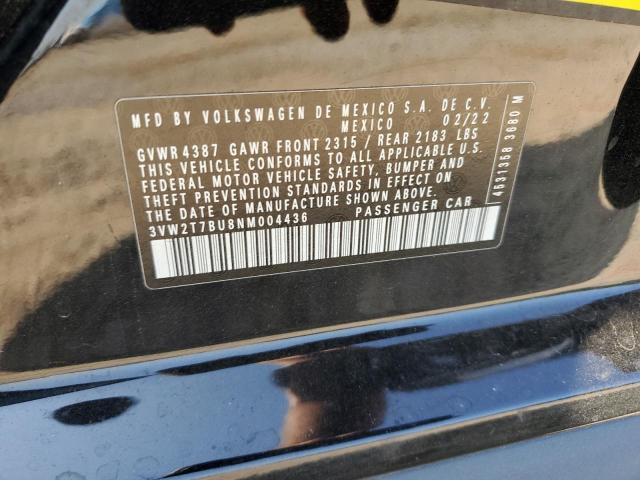 MFD BY VOLKSWAGEN DE MEXICO S.A. DE C.V.
MEXICO 02/22
GVWR 4387 GAWR FRONT 2315 / REAR 2183 LBS
THIS VEHICLE CONFORMS TO ALL APPLICABLE U.S.
FEDERAL MOTOR VEHICLE SAFETY, BUMPER AND
THEFT PREVENTION STANDARDS IN EFFECT ON
THE DATE OF MANUFACTURE SHOWN ABOVE.
3VW2T7BU8NM004436 PASSENGER CAR
4531358 3680 M